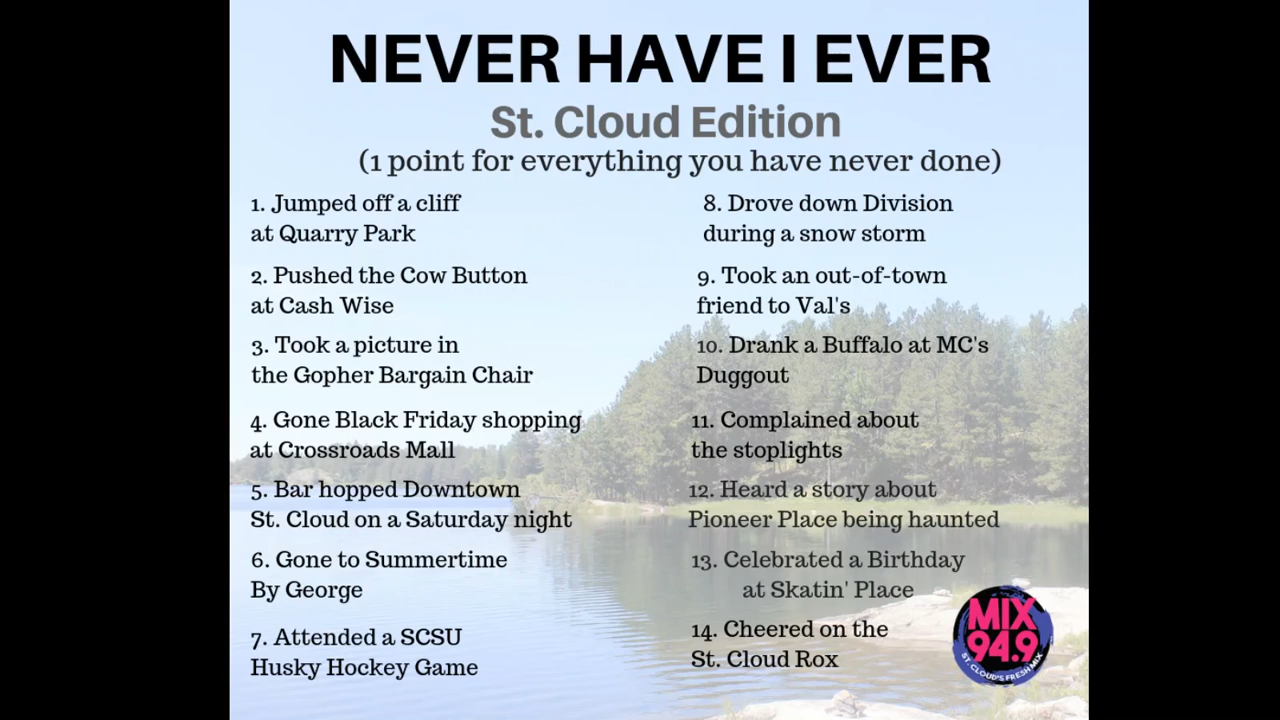 NEVER HAVE I EVER
St. Cloud Edition
(1 point for everything you have never done)
1. Jumped off a cliff
at Quarry Park
2. Pushed the Cow Button
at Cash Wise
3. Took a picture in
the Gopher Bargain Chair
4. Gone Black Friday shopping
at Crossroads Mall
5. Bar hopped Downtown
St. Cloud on a Saturday night
6. Gone to Summertime
By George
7. Attended a SCSU
Husky Hockey Game
8. Drove down Division
during a snow storm
9. Took an out-of-town
friend to Val's
10. Drank a Buffalo at MC's
Duggout
11. Complained about
the stoplights
12. Heard a story about
Pioneer Place being haunted
13. Celebrated a Birthday
at Skatin' Place
14. Cheered on the
St. Cloud Rox
MIX
94.9
ST. CLOUD'S FRESH MIX